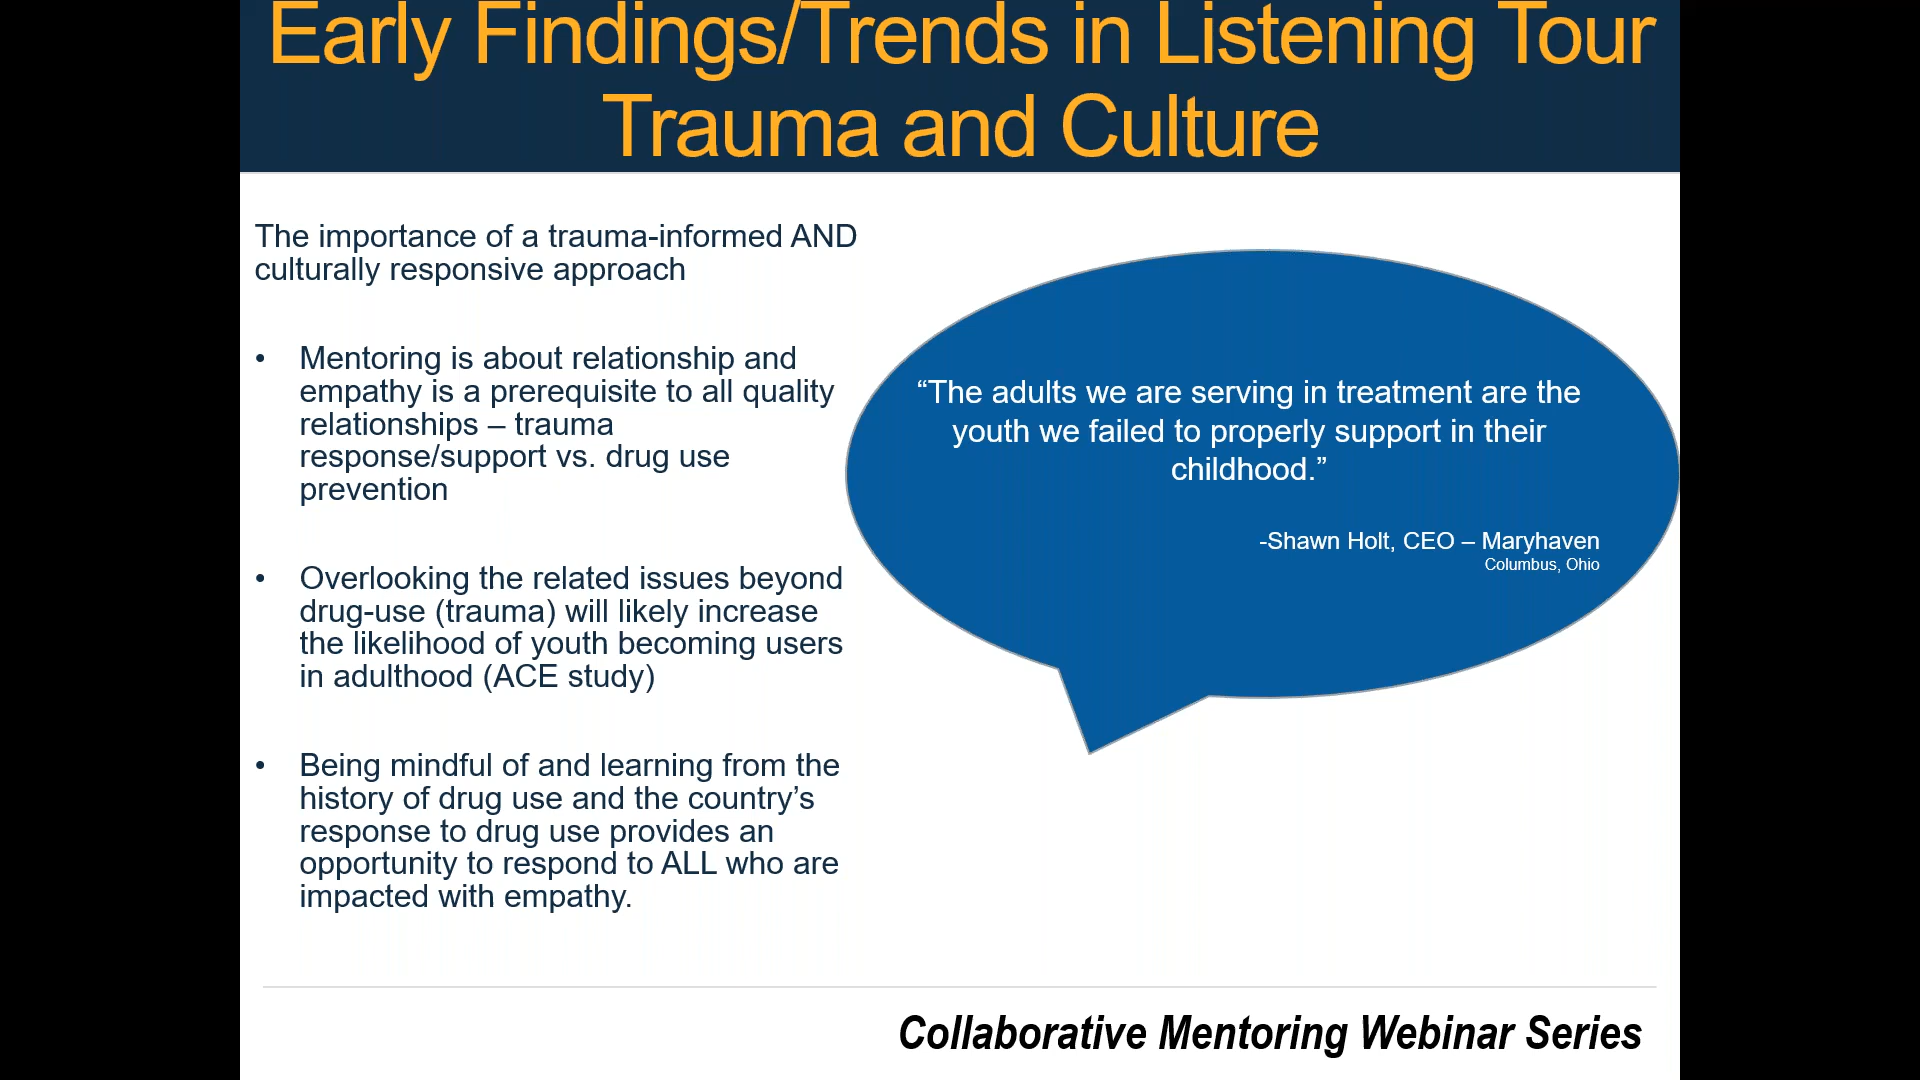 Early Findings/Trends in Listening Tour
Trauma and Culture
The importance of a trauma-informed AND
culturally responsive approach
• Mentoring is about relationship and
empathy is a prerequisite to all quality
relationships – trauma
response/support vs. drug use
prevention
• Overlooking the related issues beyond
drug-use (trauma) will likely increase
the likelihood of youth becoming users
in adulthood (ACE study)
• Being mindful of and learning from the
history of drug use and the country’s
response to drug use provides an
opportunity to respond to ALL who are
impacted with empathy.
“The adults we are serving in treatment are the
youth we failed to properly support in their
childhood.”
-Shawn Holt, CEO – Maryhaven
Columbus, Ohio
Collaborative Mentoring Webinar Series